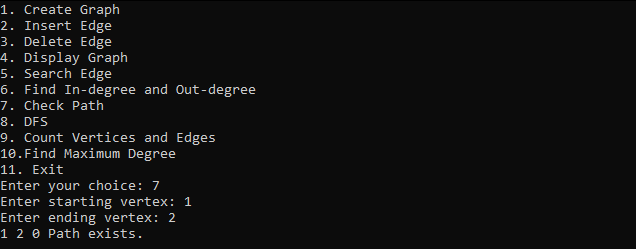 1. Create Graph
2. Insert Edge
3. Delete Edge
4. Display Graph
5. Search Edge
6. Find In-degree and Out-degree
7. Check Path
8. DFS
9. Count Vertices and Edges
10.Find Maximum Degree
11. Exit
Enter your choice: 7
Enter starting vertex: 1
Enter ending vertex: 2
1 2 0 Path exists.